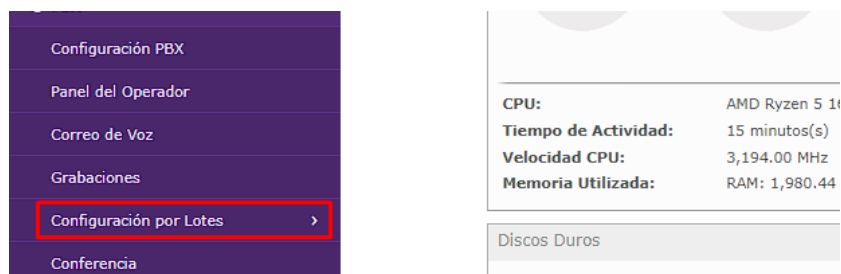 Configuración PBX
Panel del Operador
Correo de Voz
Grabaciones
Configuración por Lotes
Conferencia
CPU: AMD Ryzen 5
Tiempo de Actividad: 15 minutos(s)
Velocidad CPU: 3,194.00 MHz
Memoria Utilizada: RAM: 1,980.44
Discos Duros